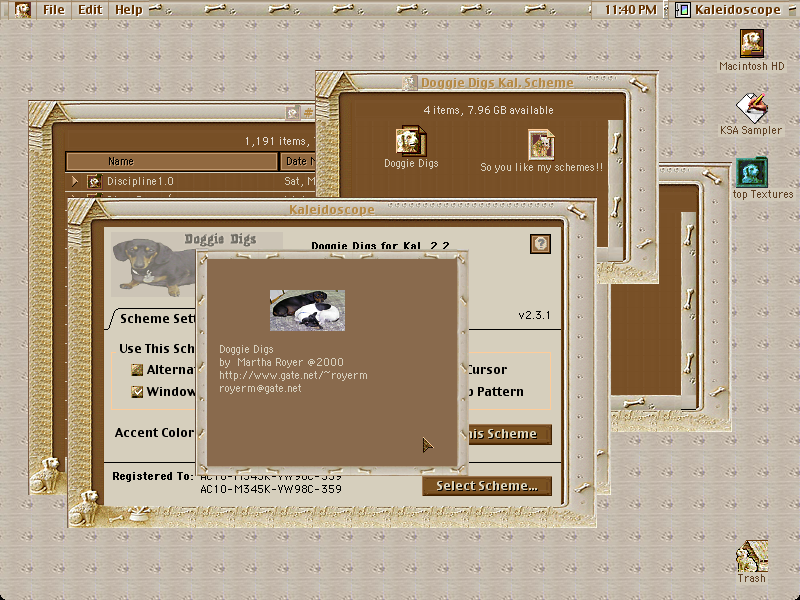 File Edit Help
11:40 PM Kaleidoscope
Macintosh HD
KSA Sampler
top Textures
Trash
Doggie Digs Kal. Scheme
4 items, 7.96 GB available
Doggie Digs
So you like my schemes!!
1,191 items,
Name
Date
Discipline1.0
Sat,
Kaleidoscope
Doggie Digs
Doggie Digs for Kal. 2.2
v2.3.1
Scheme Set
Use This Sch
Alterna
Window
Cursor
Pattern
Accent Color
his Scheme
Registered To:
AC10-M345K-YW98C-359
AC10-M345K-YW98C-359
Select Scheme...
Doggie Digs
by Martha Royer @2000
http://www.gate.net/~royerm
royerm@gate.net